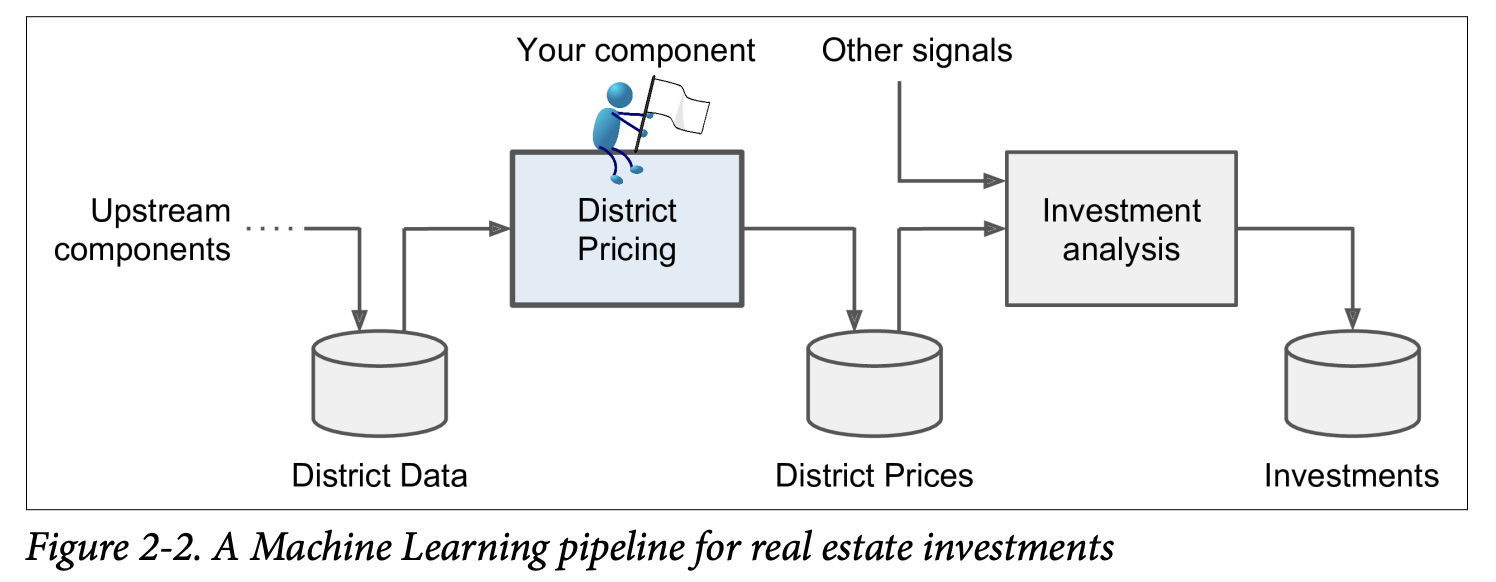 Your component
Other signals
Upstream
components
District
Pricing
Investment
analysis
District Data
District Prices
Investments
Figure 2-2. A Machine Learning pipeline for real estate investments